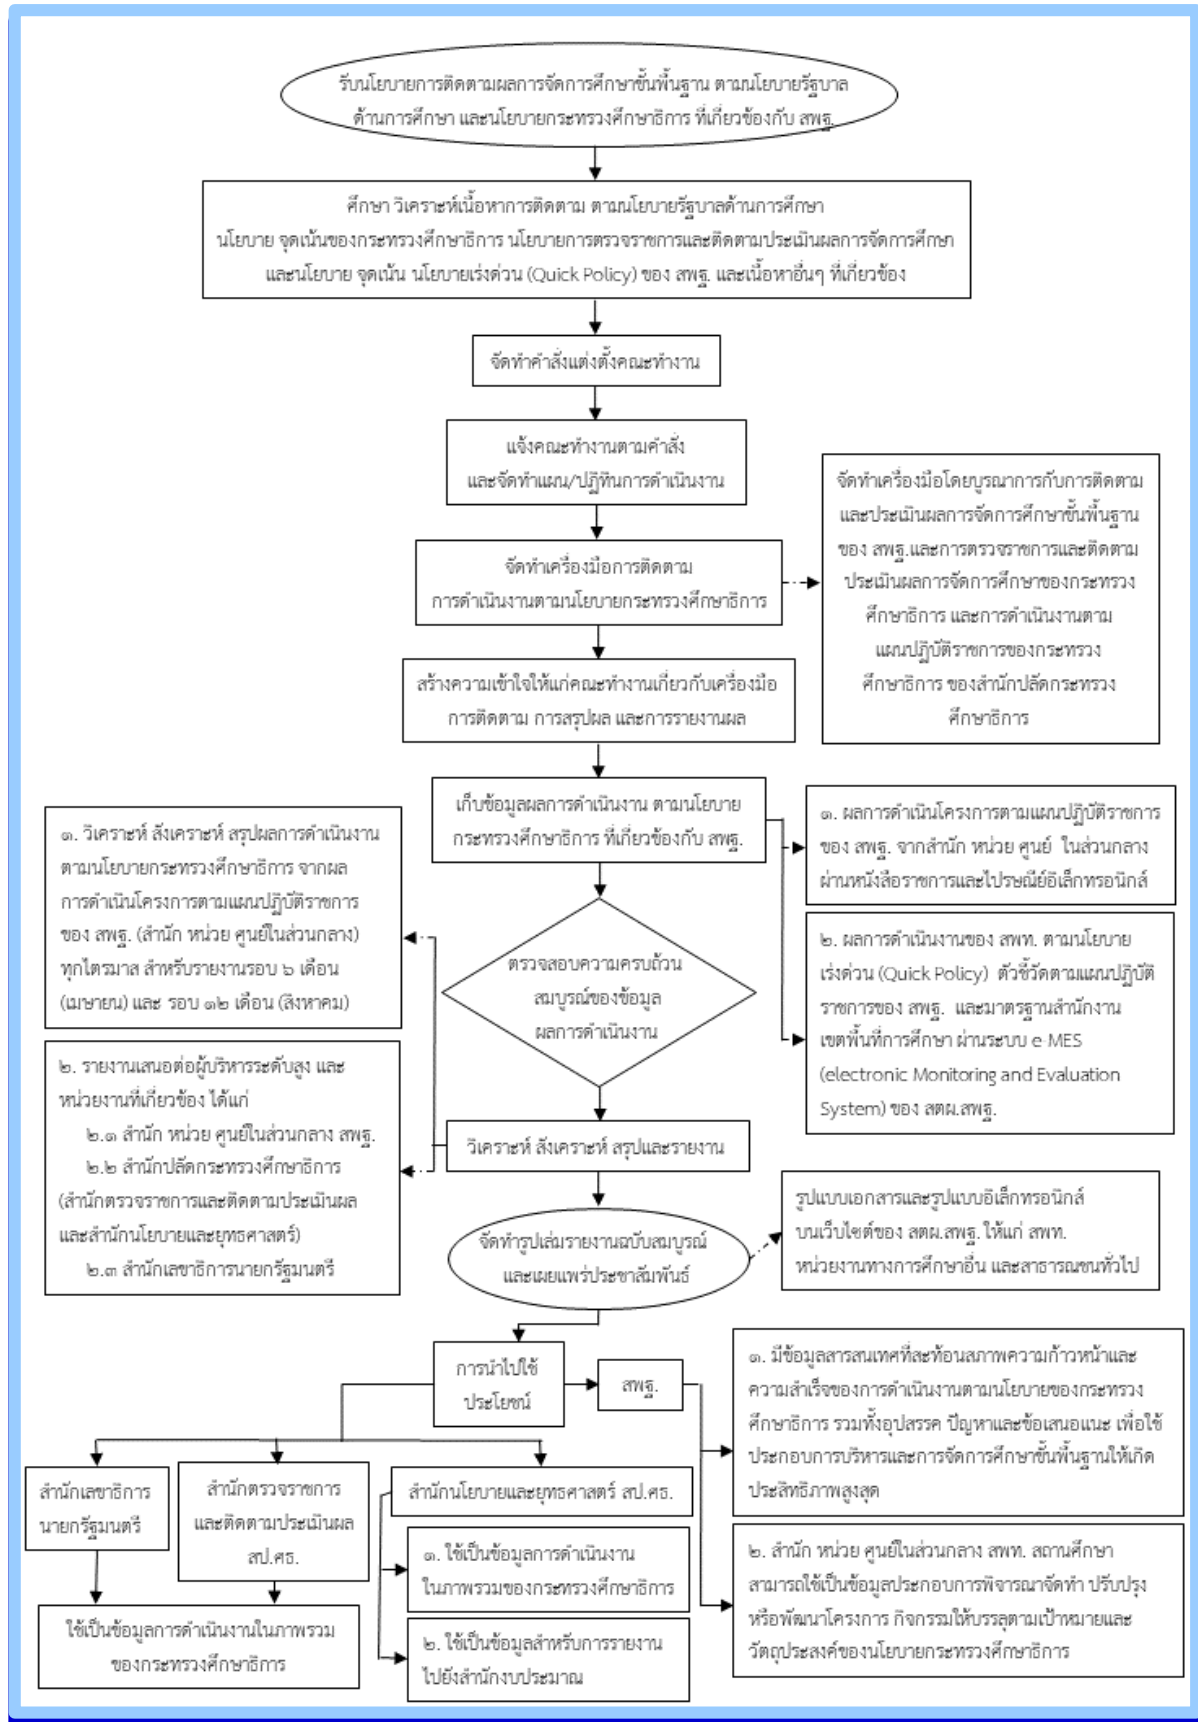 รับนโยบายการติดตามผลการจัดการศึกษาขั้นพื้นฐาน ตามนโยบายรัฐบาล
ด้านการศึกษา และนโยบายกระทรวงศึกษาธิการ ที่เกี่ยวข้องกับ สพฐ.
ศึกษา วิเคราะห์เนื้อหาการติดตาม ตามนโยบายรัฐบาลด้านการศึกษา
นโยบาย จุดเน้นของกระทรวงศึกษาธิการ นโยบายการตรวจราชการและติดตามประเมินผลการจัดการศึกษา
และนโยบาย จุดเน้น นโยบายเร่งด่วน (Quick Policy) ของ สพฐ. และเนื้อหาอื่นๆ ที่เกี่ยวข้อง
จัดทำคำสั่งแต่งตั้งคณะทำงาน
แจ้งคณะทำงานตามคำสั่ง
และจัดทำแผน/ปฏิทินการดำเนินงาน
จัดทำเครื่องมือการติดตาม
การดำเนินงานตามนโยบายกระทรวงศึกษาธิการ
จัดทำเครื่องมือโดยบูรณาการกับการติดตาม
และประเมินผลการจัดการศึกษาขั้นพื้นฐาน
ของ สพฐ.และการตรวจราชการและติดตาม
ประเมินผลการจัดการศึกษาของกระทรวง
ศึกษาธิการ และการดำเนินงานตาม
แผนปฏิบัติราชการของกระทรวง
ศึกษาธิการ ของสำนักปลัดกระทรวง
ศึกษาธิการ
สร้างความเข้าใจให้แก่คณะทำงานเกี่ยวกับเครื่องมือ
การติดตาม การสรุปผล และการรายงานผล
เก็บข้อมูลผลการดำเนินงาน ตามนโยบาย
กระทรวงศึกษาธิการ ที่เกี่ยวข้องกับ สพฐ.
๑. ผลการดำเนินโครงการตามแผนปฏิบัติราชการ
ของ สพฐ. จากสำนัก หน่วย ศูนย์ ในส่วนกลาง
ผ่านหนังสือราชการและไปรษณีย์อิเล็กทรอนิกส์
๒. ผลการดำเนินงานของ สพท. ตามนโยบาย
เร่งด่วน (Quick Policy) ตัวชี้วัดตามแผนปฏิบัติ
ราชการของ สพฐ. และมาตรฐานสำนักงาน
เขตพื้นที่การศึกษา ผ่านระบบ e-MES
(electronic Monitoring and Evaluation
System) ของ สตผ.สพฐ.
ตรวจสอบความครบถ้วน
สมบูรณ์ของข้อมูล
ผลการดำเนินงาน
๑. วิเคราะห์ สังเคราะห์ สรุปผลการดำเนินงาน
ตามนโยบายกระทรวงศึกษาธิการ จากผล
การดำเนินโครงการตามแผนปฏิบัติราชการ
ของ สพฐ. (สำนัก หน่วย ศูนย์ในส่วนกลาง)
ทุกไตรมาส สำหรับรายงานรอบ ๖ เดือน
(เมษายน) และ รอบ ๑๒ เดือน (สิงหาคม)
๒. รายงานเสนอต่อผู้บริหารระดับสูง และ
หน่วยงานที่เกี่ยวข้อง ได้แก่
๒.๑ สำนัก หน่วย ศูนย์ในส่วนกลาง สพฐ.
๒.๒ สำนักปลัดกระทรวงศึกษาธิการ
(สำนักตรวจราชการและติดตามประเมินผล
และสำนักนโยบายและยุทธศาสตร์)
๒.๓ สำนักเลขาธิการนายกรัฐมนตรี
วิเคราะห์ สังเคราะห์ สรุปและรายงาน
จัดทำรูปเล่มรายงานฉบับสมบูรณ์
และเผยแพร่ประชาสัมพันธ์
รูปแบบเอกสารและรูปแบบอิเล็กทรอนิกส์
บนเว็บไซต์ของ สตผ.สพฐ. ให้แก่ สพท.
หน่วยงานทางการศึกษาอื่น และสาธารณชนทั่วไป
การนำไปใช้
ประโยชน์
สพฐ.
๑. มีข้อมูลสารสนเทศที่สะท้อนสภาพความก้าวหน้าและ
ความสำเร็จของการดำเนินงานตามนโยบายของกระทรวง
ศึกษาธิการ รวมทั้งอุปสรรค ปัญหาและข้อเสนอแนะ เพื่อใช้
ประกอบการบริหารและการจัดการศึกษาขั้นพื้นฐานให้เกิด
ประสิทธิภาพสูงสุด
๒. สำนัก หน่วย ศูนย์ในส่วนกลาง สพท. สถานศึกษา
สามารถใช้เป็นข้อมูลประกอบการพิจารณาจัดทำ ปรับปรุง
หรือพัฒนาโครงการ กิจกรรมให้บรรลุตามเป้าหมายและ
วัตถุประสงค์ของนโยบายกระทรวงศึกษาธิการ
สำนักเลขาธิการ
นายกรัฐมนตรี
สำนักตรวจราชการ
และติดตามประเมินผล
สป.ศธ.
สำนักนโยบายและยุทธศาสตร์ สป.ศธ.
๑. ใช้เป็นข้อมูลการดำเนินงาน
ในภาพรวมของกระทรวงศึกษาธิการ
๒. ใช้เป็นข้อมูลสำหรับการรายงาน
ไปยังสำนักงบประมาณ
ใช้เป็นข้อมูลการดำเนินงานในภาพรวม
ของกระทรวงศึกษาธิการ